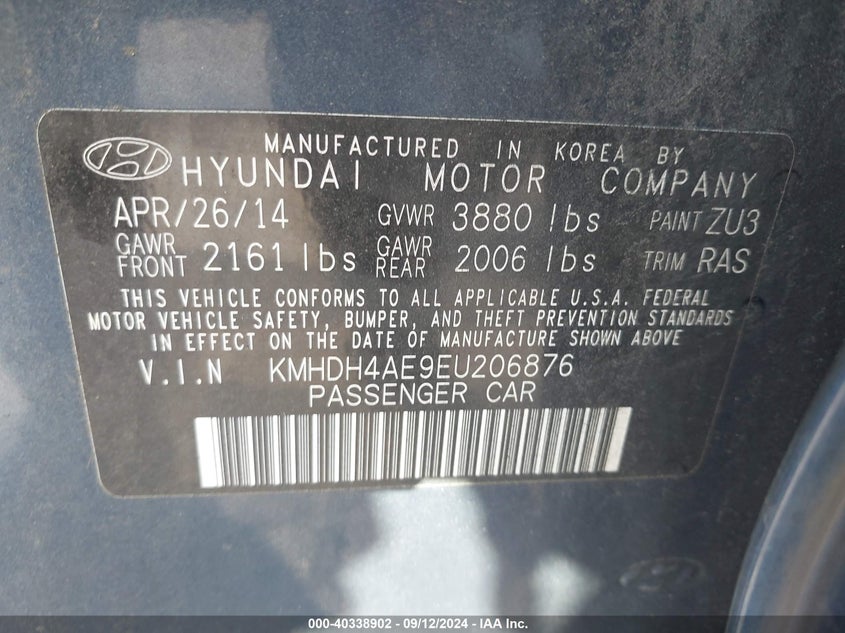 MANUFACTURED IN KOREA BY
HYUNDAI MOTOR COMPANY
APR/26/14 GVWR 3880 lbs PAINT ZU3
GAWR FRONT 2161 lbs GAWR REAR 2006 lbs TRIM RAS
THIS VEHICLE CONFORMS TO ALL APPLICABLE U.S.A. FEDERAL
MOTOR VEHICLE SAFETY, BUMPER, AND THEFT PREVENTION STANDARDS
IN EFFECT ON THE DATE OF MANUFACTURE SHOWN ABOVE
V.I.N KMHDH4AE9EU206876
PASSENGER CAR
000-40338902 - 09/12/2024 - IAA Inc.